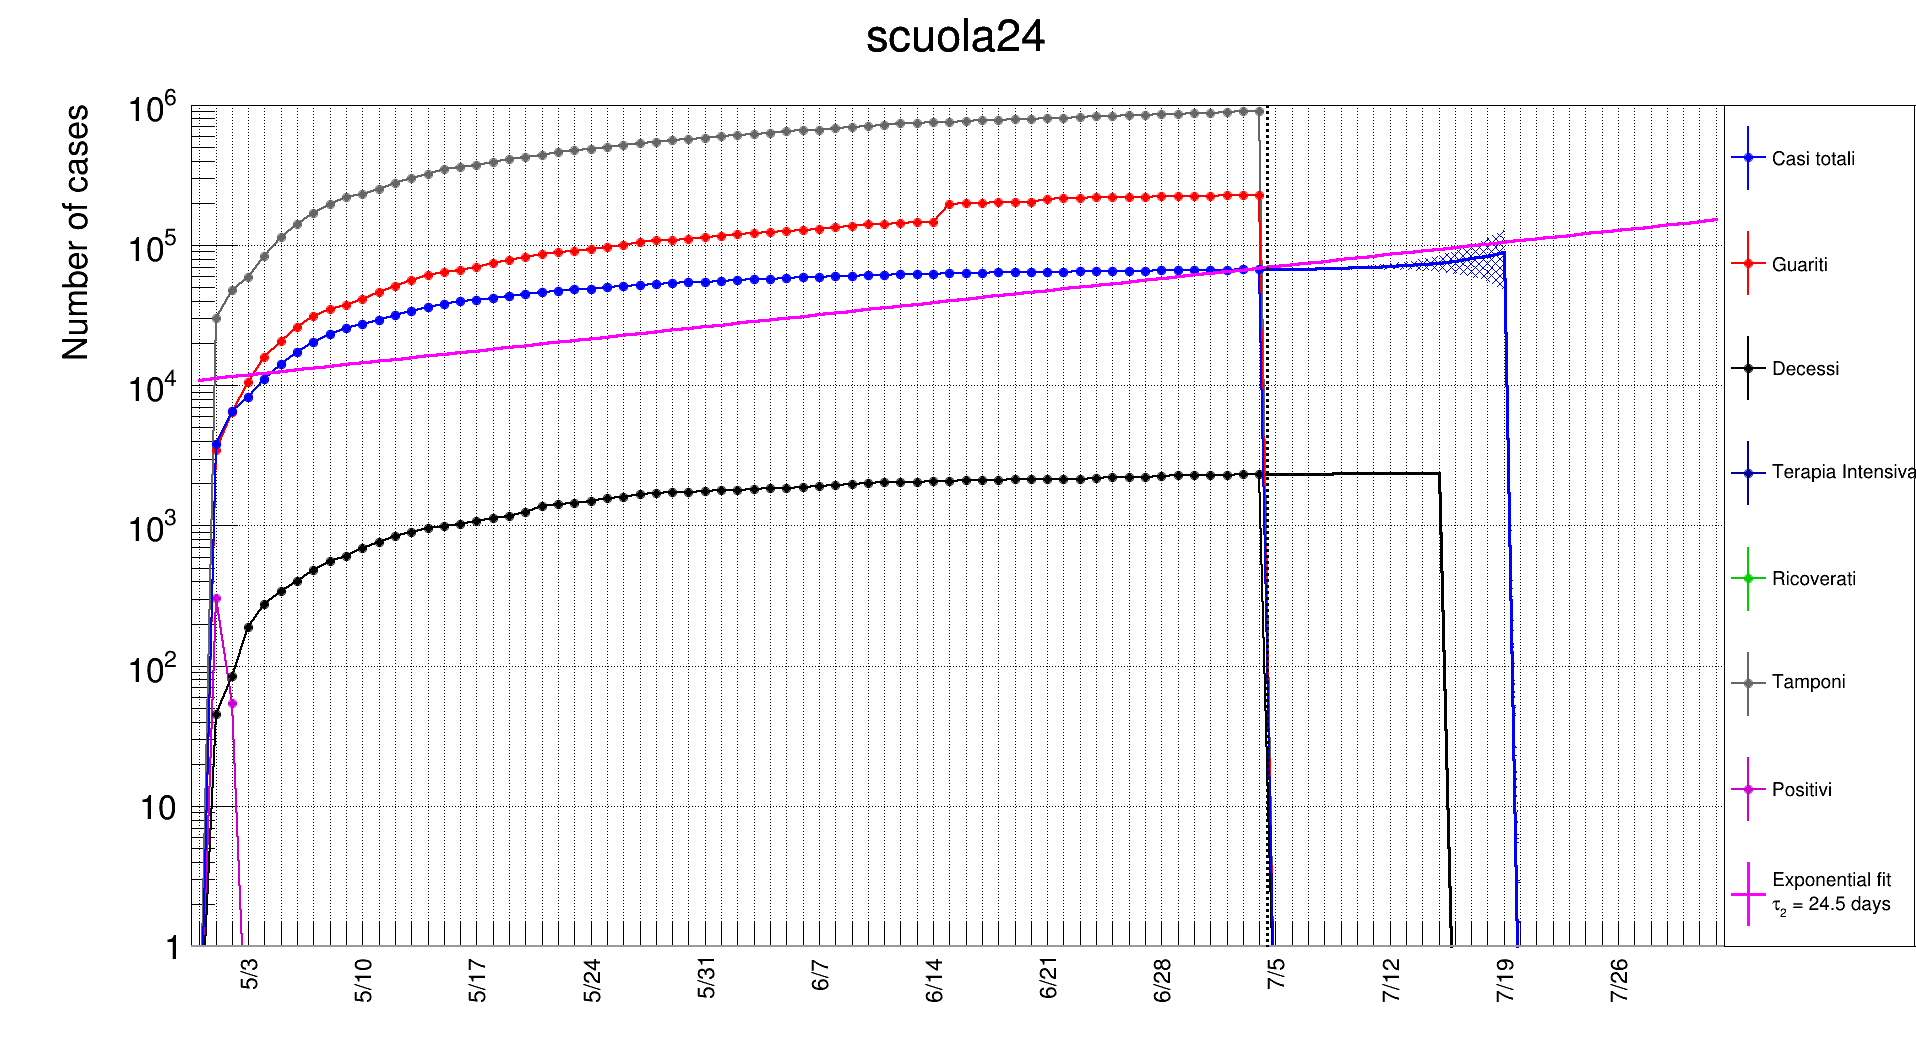 scuola24
Number of cases
10^6
10^5
10^4
10^3
10^2
10
1
5/3
5/10
5/17
5/24
5/31
6/7
6/14
6/21
6/28
7/5
7/12
7/19
7/26
Casi totali
Guariti
Decessi
Terapia Intensiva
Ricoverati
Tamponi
Positivi
Exponential fit
τ₂ = 24.5 days